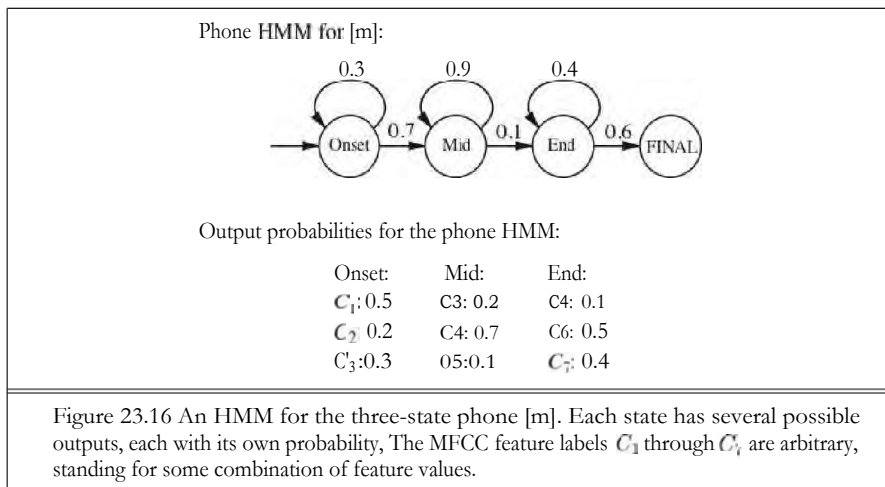 Phone HMM for [m]:
0.3 0.9 0.4
Onset 0.7 Mid 0.1 End 0.6 FINAL
Output probabilities for the phone HMM:
Onset: Mid: End:
C₁: 0.5 C3: 0.2 C4: 0.1
C₂ 0.2 C4: 0.7 C6: 0.5
C'₃:0.3 05:0.1 C₇: 0.4
Figure 23.16 An HMM for the three-state phone [m]. Each state has several possible
outputs, each with its own probability, The MFCC feature labels C₁ through are arbitrary,
standing for some combination of feature values.